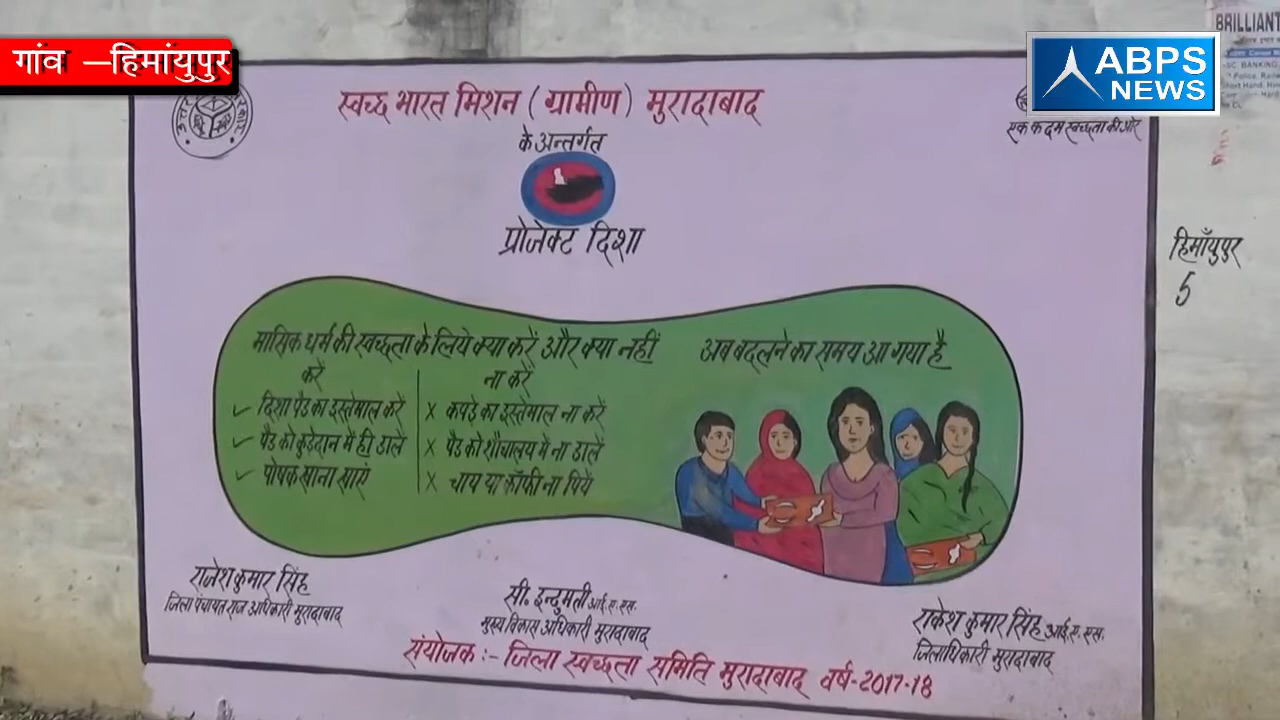 गांव –हिमांयुपुर
ABPS
NEWS
BRILLIANT
स्वच्छ भारत मिशन (ग्रामीण) मुरादाबाद
एक कदम स्वच्छता की ओर
के अन्तर्गत
प्रोजेक्ट दिशा
हिमाँयुपुर
5
मासिक धर्म की स्वच्छता के लिये क्या करें और क्या नहीं
अब बदलने का समय आ गया है
करें
ना करें
✓ दिशा पैड का इस्तेमाल करें
x कपड़े का इस्तेमाल ना करें
✓ पैड को कुड़ेदान में ही डाले
x पैड को शौचालय में ना डालें
✓ पोषक खाना खाएं
x चाय या कॉफी ना पियें
राजेश कुमार सिंह
जिला पंचायत राज अधिकारी मुरादाबाद
सी. इन्दुमती आई.ए.एस.
मुख्य विकास अधिकारी मुरादाबाद
राकेश कुमार सिंह आई.ए.एस.
जिलाधिकारी मुरादाबाद
संयोजक :- जिला स्वच्छता समिति मुरादाबाद वर्ष-2017-18